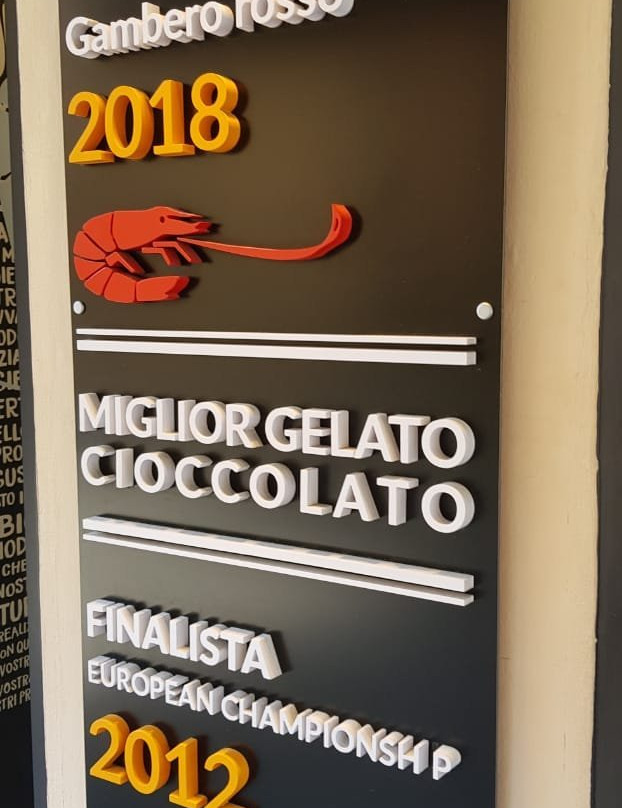 Gambero rosso
2018
MIGLIOR GELATO
CIOCCOLATO
FINALISTA
EUROPEAN CHAMPIONSH P
2012